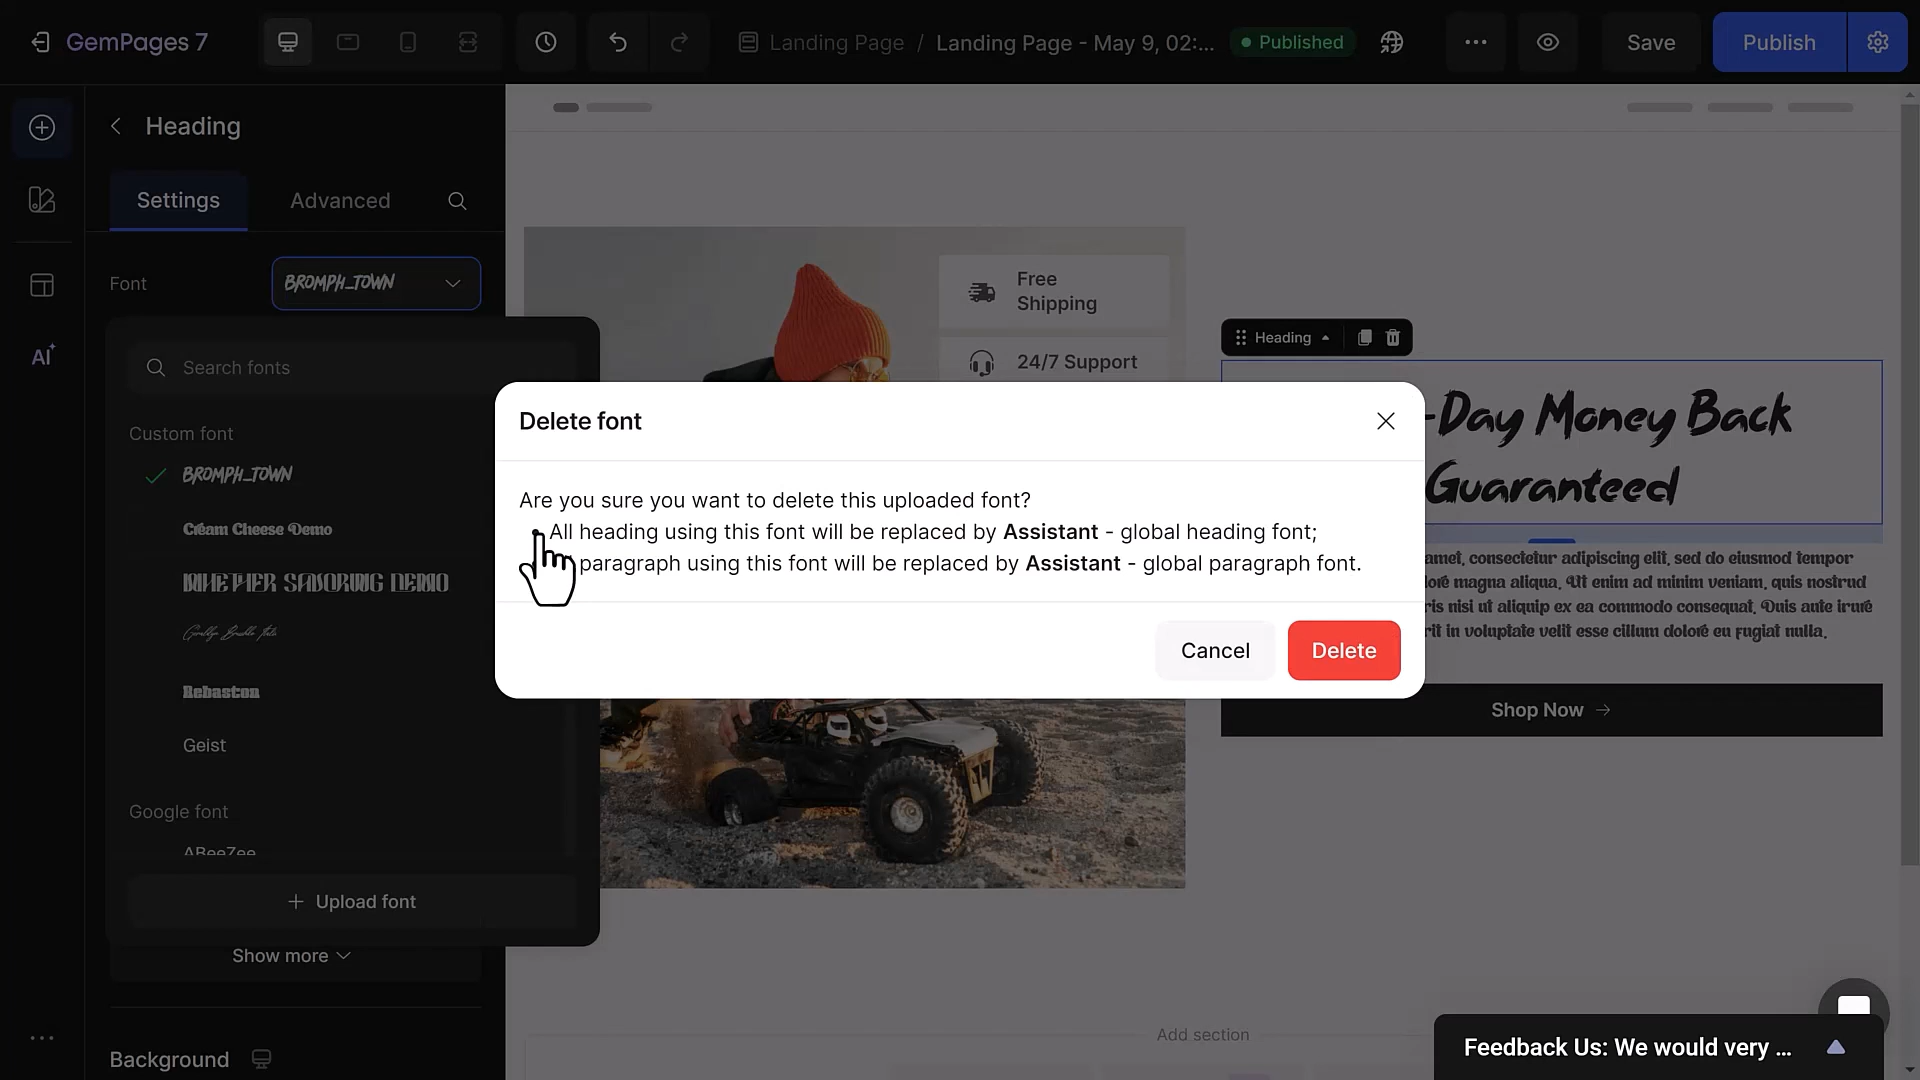 GemPages 7
Landing Page / Landing Page - May 9, 02:...
Published
Save
Publish
Heading
Settings
Advanced
Font
BROMPH_TOWN
Search fonts
Custom font
BROMPH_TOWN
Cream Cheese Demo
Rebaston
Geist
Google font
ABeeZee
+ Upload font
Show more
Background
AI
Free
Shipping
24/7 Support
Heading
-Day Money Back
Guaranteed
amet, consectetur adipiscing elit, sed do eiusmod tempor
magna aliqua. Ut enim ad minim veniam, quis nostrud
ris nisi ut aliquip ex ea commodo consequat. Duis aute irure
rit in voluptate velit esse cillum dolore eu fugiat nulla.
Shop Now →
Delete font
Are you sure you want to delete this uploaded font?
All heading using this font will be replaced by Assistant - global heading font;
paragraph using this font will be replaced by Assistant - global paragraph font.
Cancel
Delete
Add section
Feedback Us: We would very ...